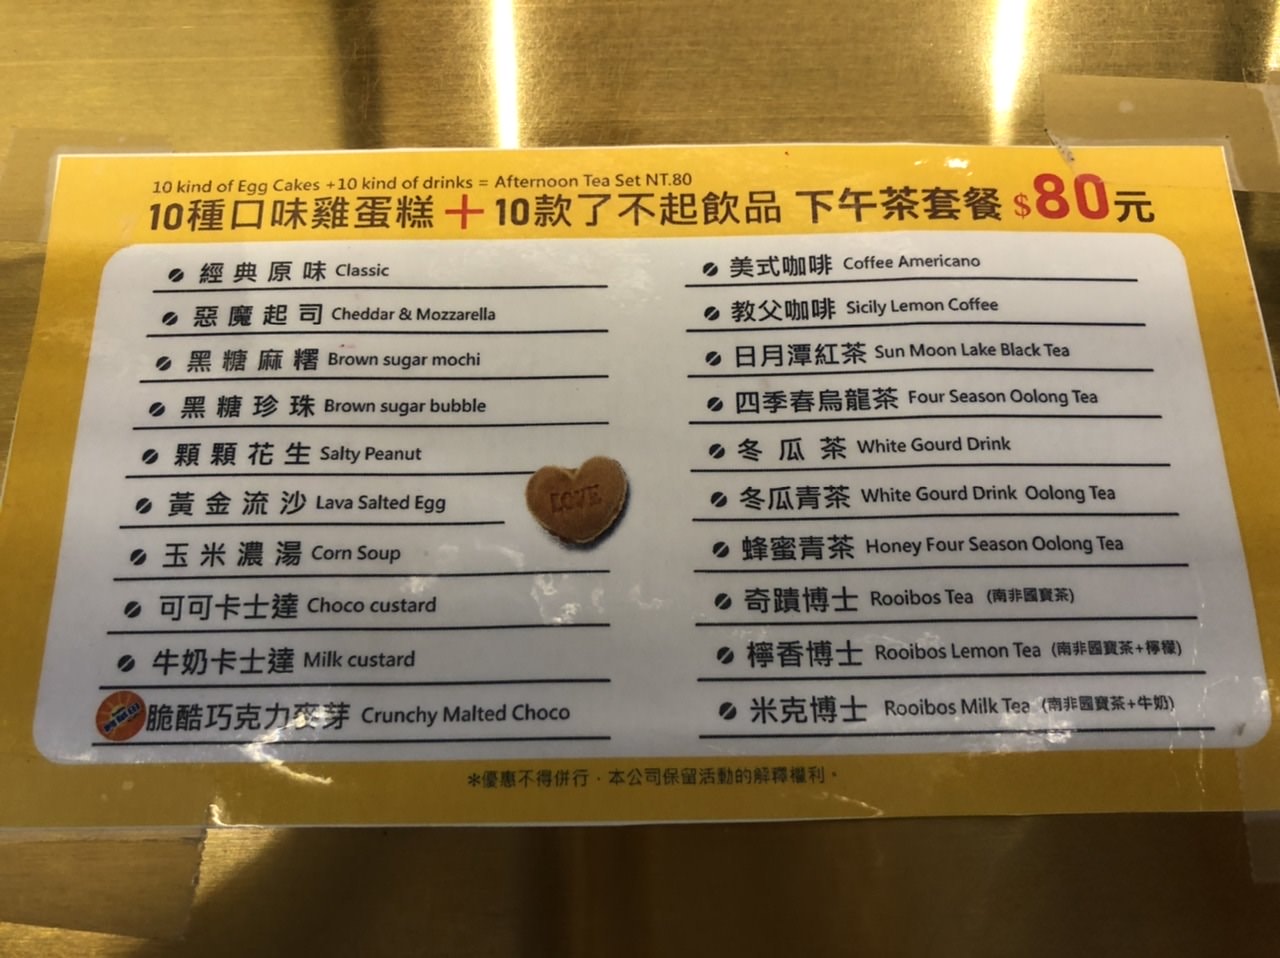 10 kind of Egg Cakes +10 kind of drinks = Afternoon Tea Set NT.80
10種口味雞蛋糕+10款了不起飲品 下午茶套餐 $80元
經典原味 Classic
惡魔起司 Cheddar & Mozzarella
黑糖麻糬 Brown sugar mochi
黑糖珍珠 Brown sugar bubble
顆顆花生 Salty Peanut
黃金流沙 Lava Salted Egg
玉米濃湯 Corn Soup
可可卡士達 Choco custard
牛奶卡士達 Milk custard
脆酷巧克力麥芽 Crunchy Malted Choco
LOVE
美式咖啡 Coffee Americano
教父咖啡 Sicily Lemon Coffee
日月潭紅茶 Sun Moon Lake Black Tea
四季春烏龍茶 Four Season Oolong Tea
冬瓜茶 White Gourd Drink
冬瓜青茶 White Gourd Drink Oolong Tea
蜂蜜青茶 Honey Four Season Oolong Tea
奇蹟博士 Rooibos Tea (南非國寶茶)
檸香博士 Rooibos Lemon Tea (南非國寶茶+檸檬)
米克博士 Rooibos Milk Tea (南非國寶茶+牛奶)
*優惠不得併行,本公司保留活動的解釋權利。